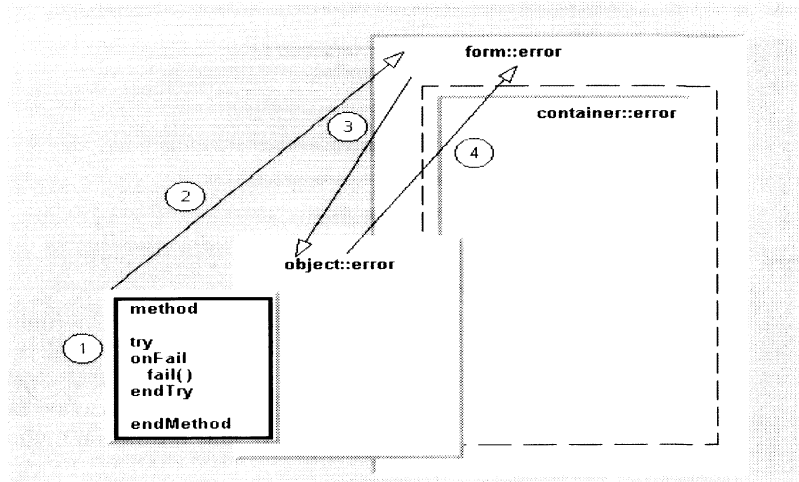 form::error
container::error
3
4
2
object::error
1
method
try
onFail
fail()
endTry
endMethod